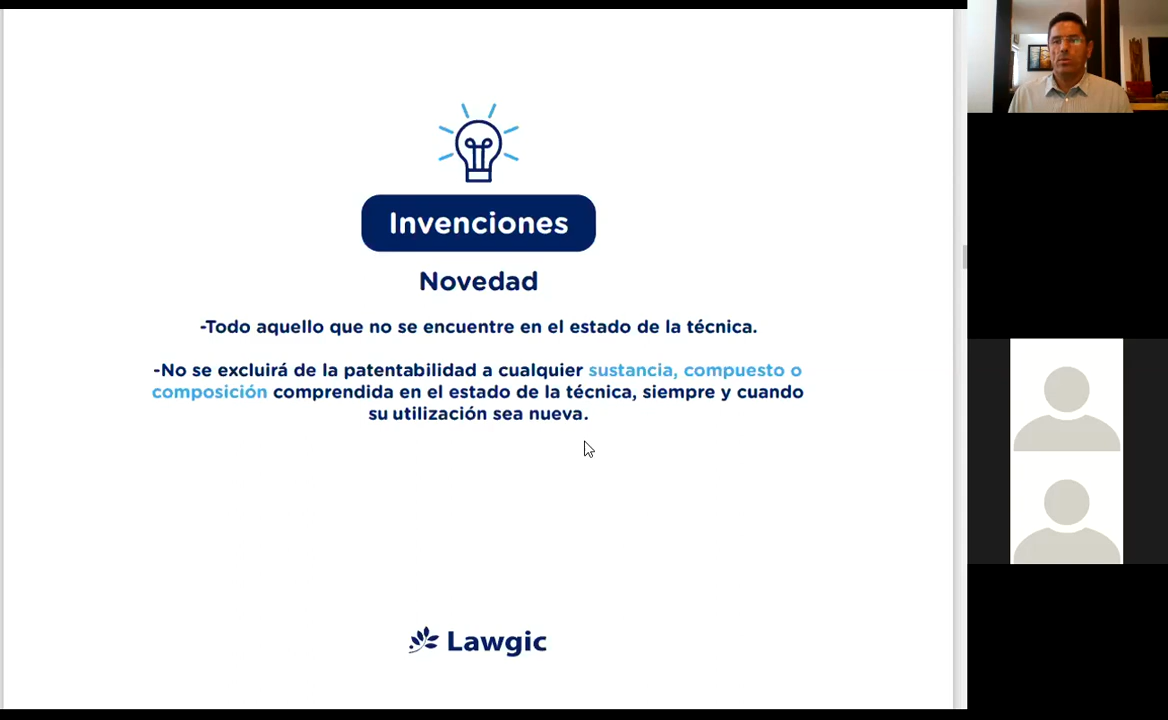 Invenciones
Novedad
-Todo aquello que no se encuentre en el estado de la técnica.
-No se excluirá de la patentabilidad a cualquier sustancia, compuesto o
composición comprendida en el estado de la técnica, siempre y cuando
su utilización sea nueva.
Lawgic